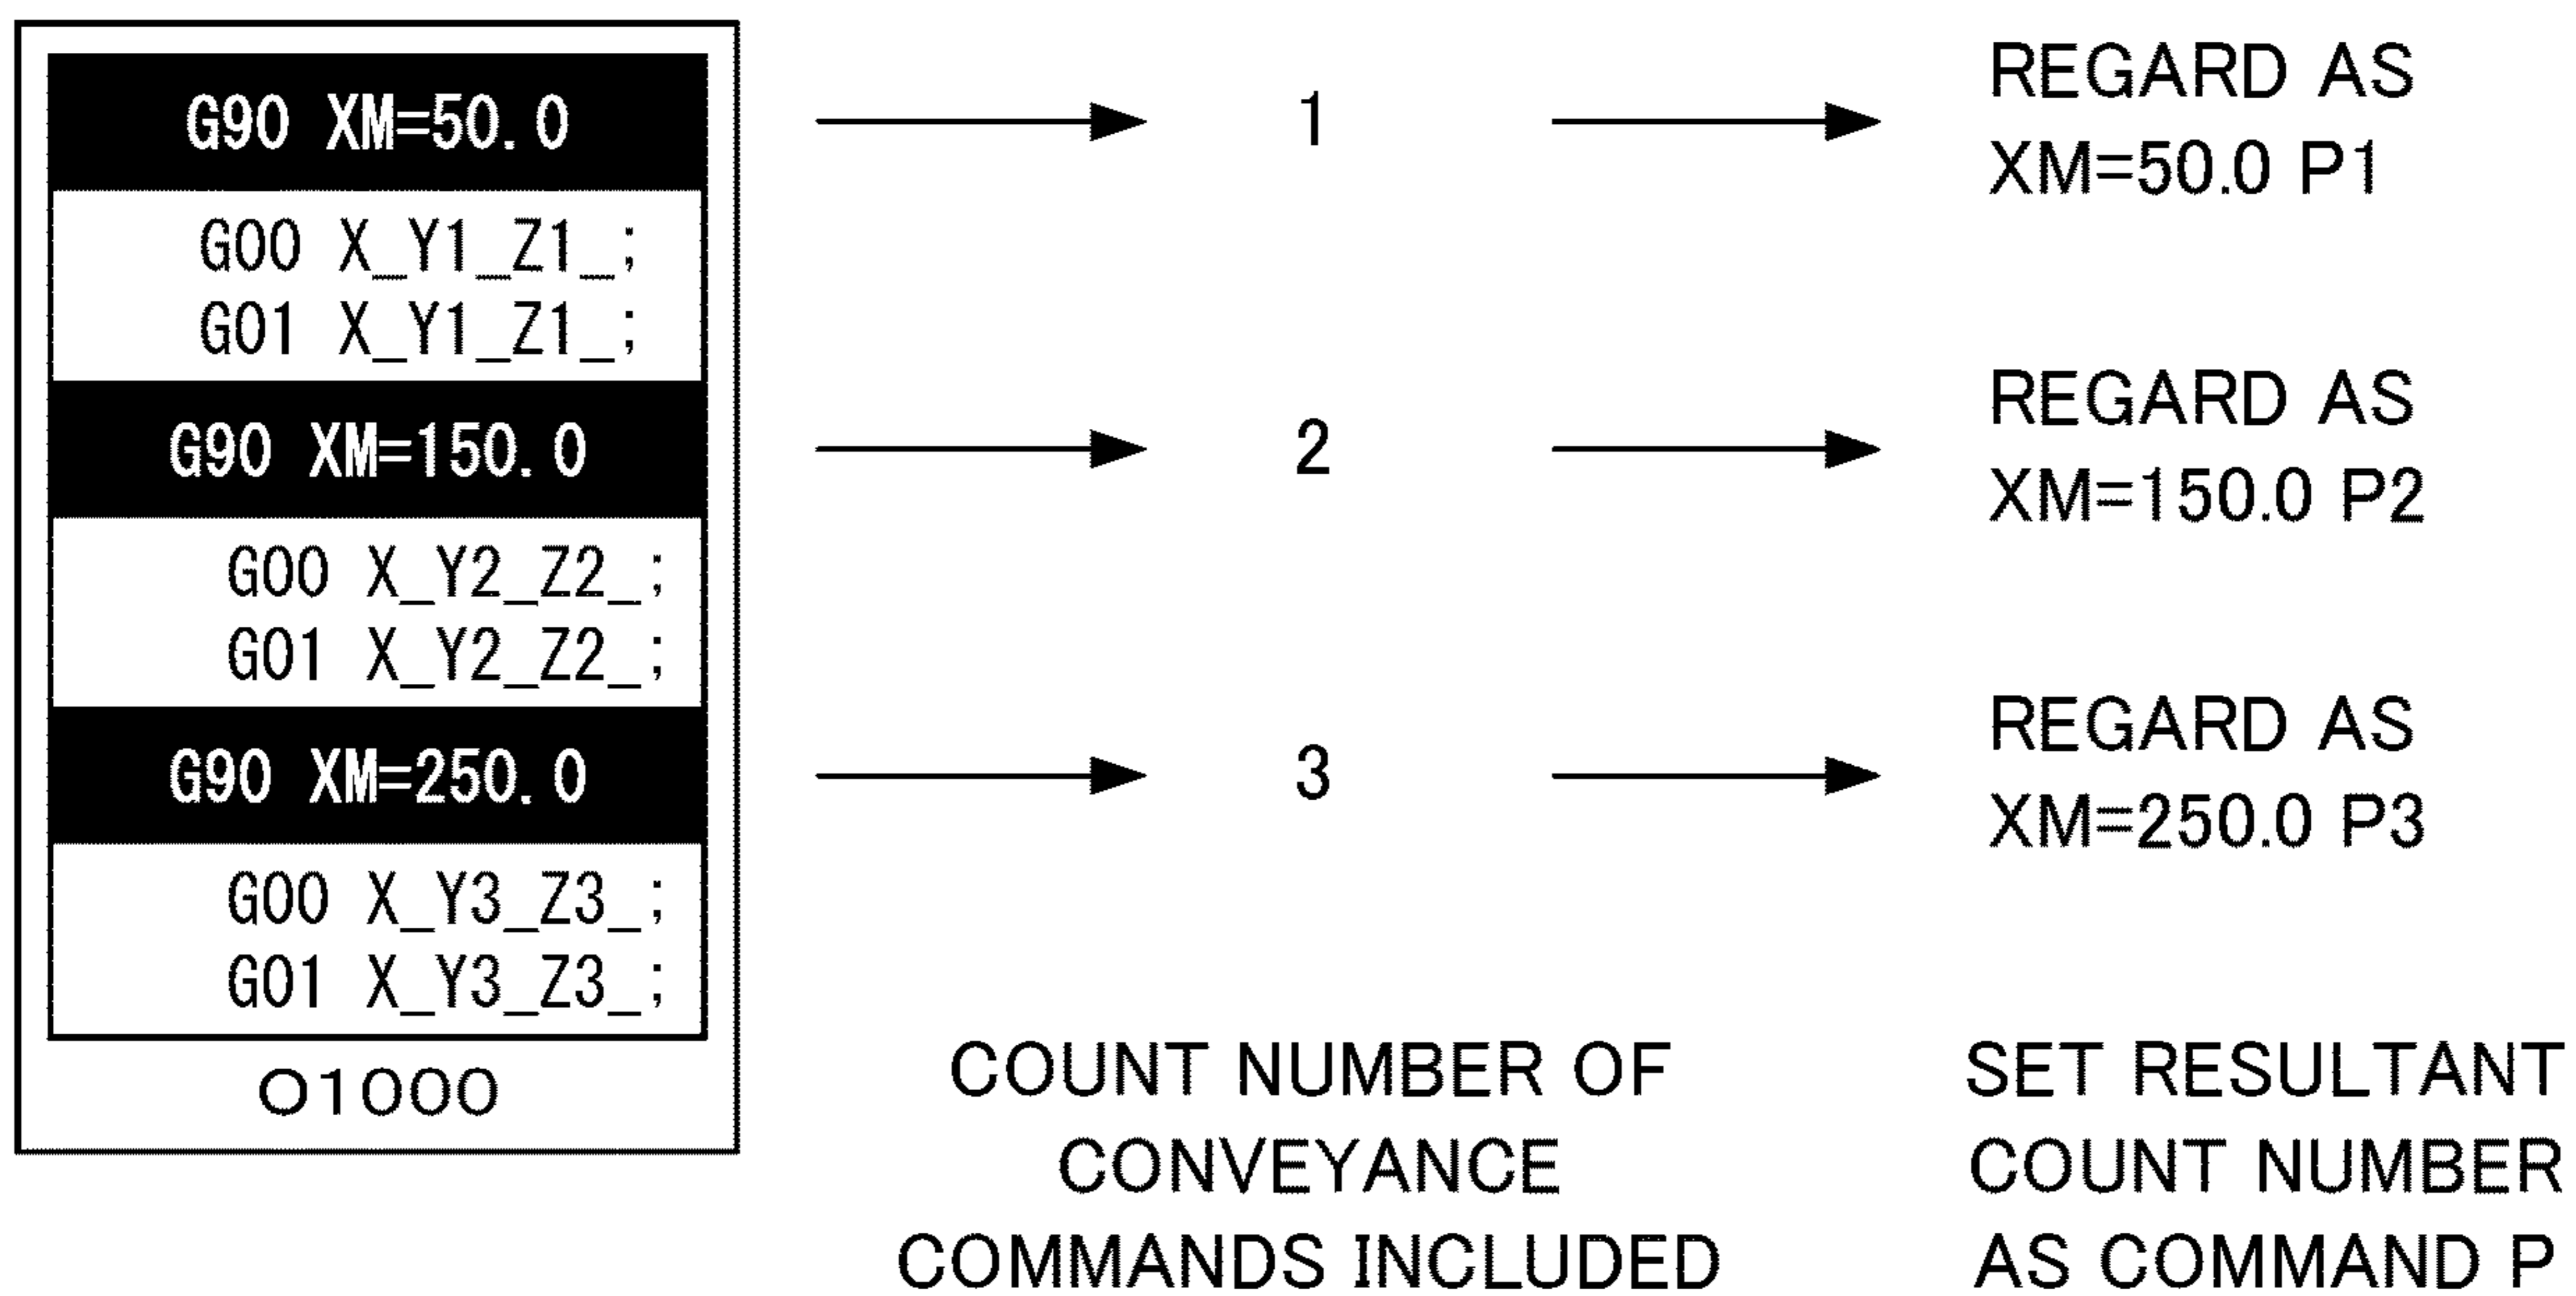 G90 XM=50.0
G00 X_Y1_Z1_;
G01 X_Y1_Z1_;
G90 XM=150.0
G00 X_Y2_Z2_;
G01 X_Y2_Z2_;
G90 XM=250.0
G00 X_Y3_Z3_;
G01 X_Y3_Z3_;
O1000
1
2
3
COUNT NUMBER OF
CONVEYANCE
COMMANDS INCLUDED
REGARD AS
XM=50.0 P1
REGARD AS
XM=150.0 P2
REGARD AS
XM=250.0 P3
SET RESULTANT
COUNT NUMBER
AS COMMAND P